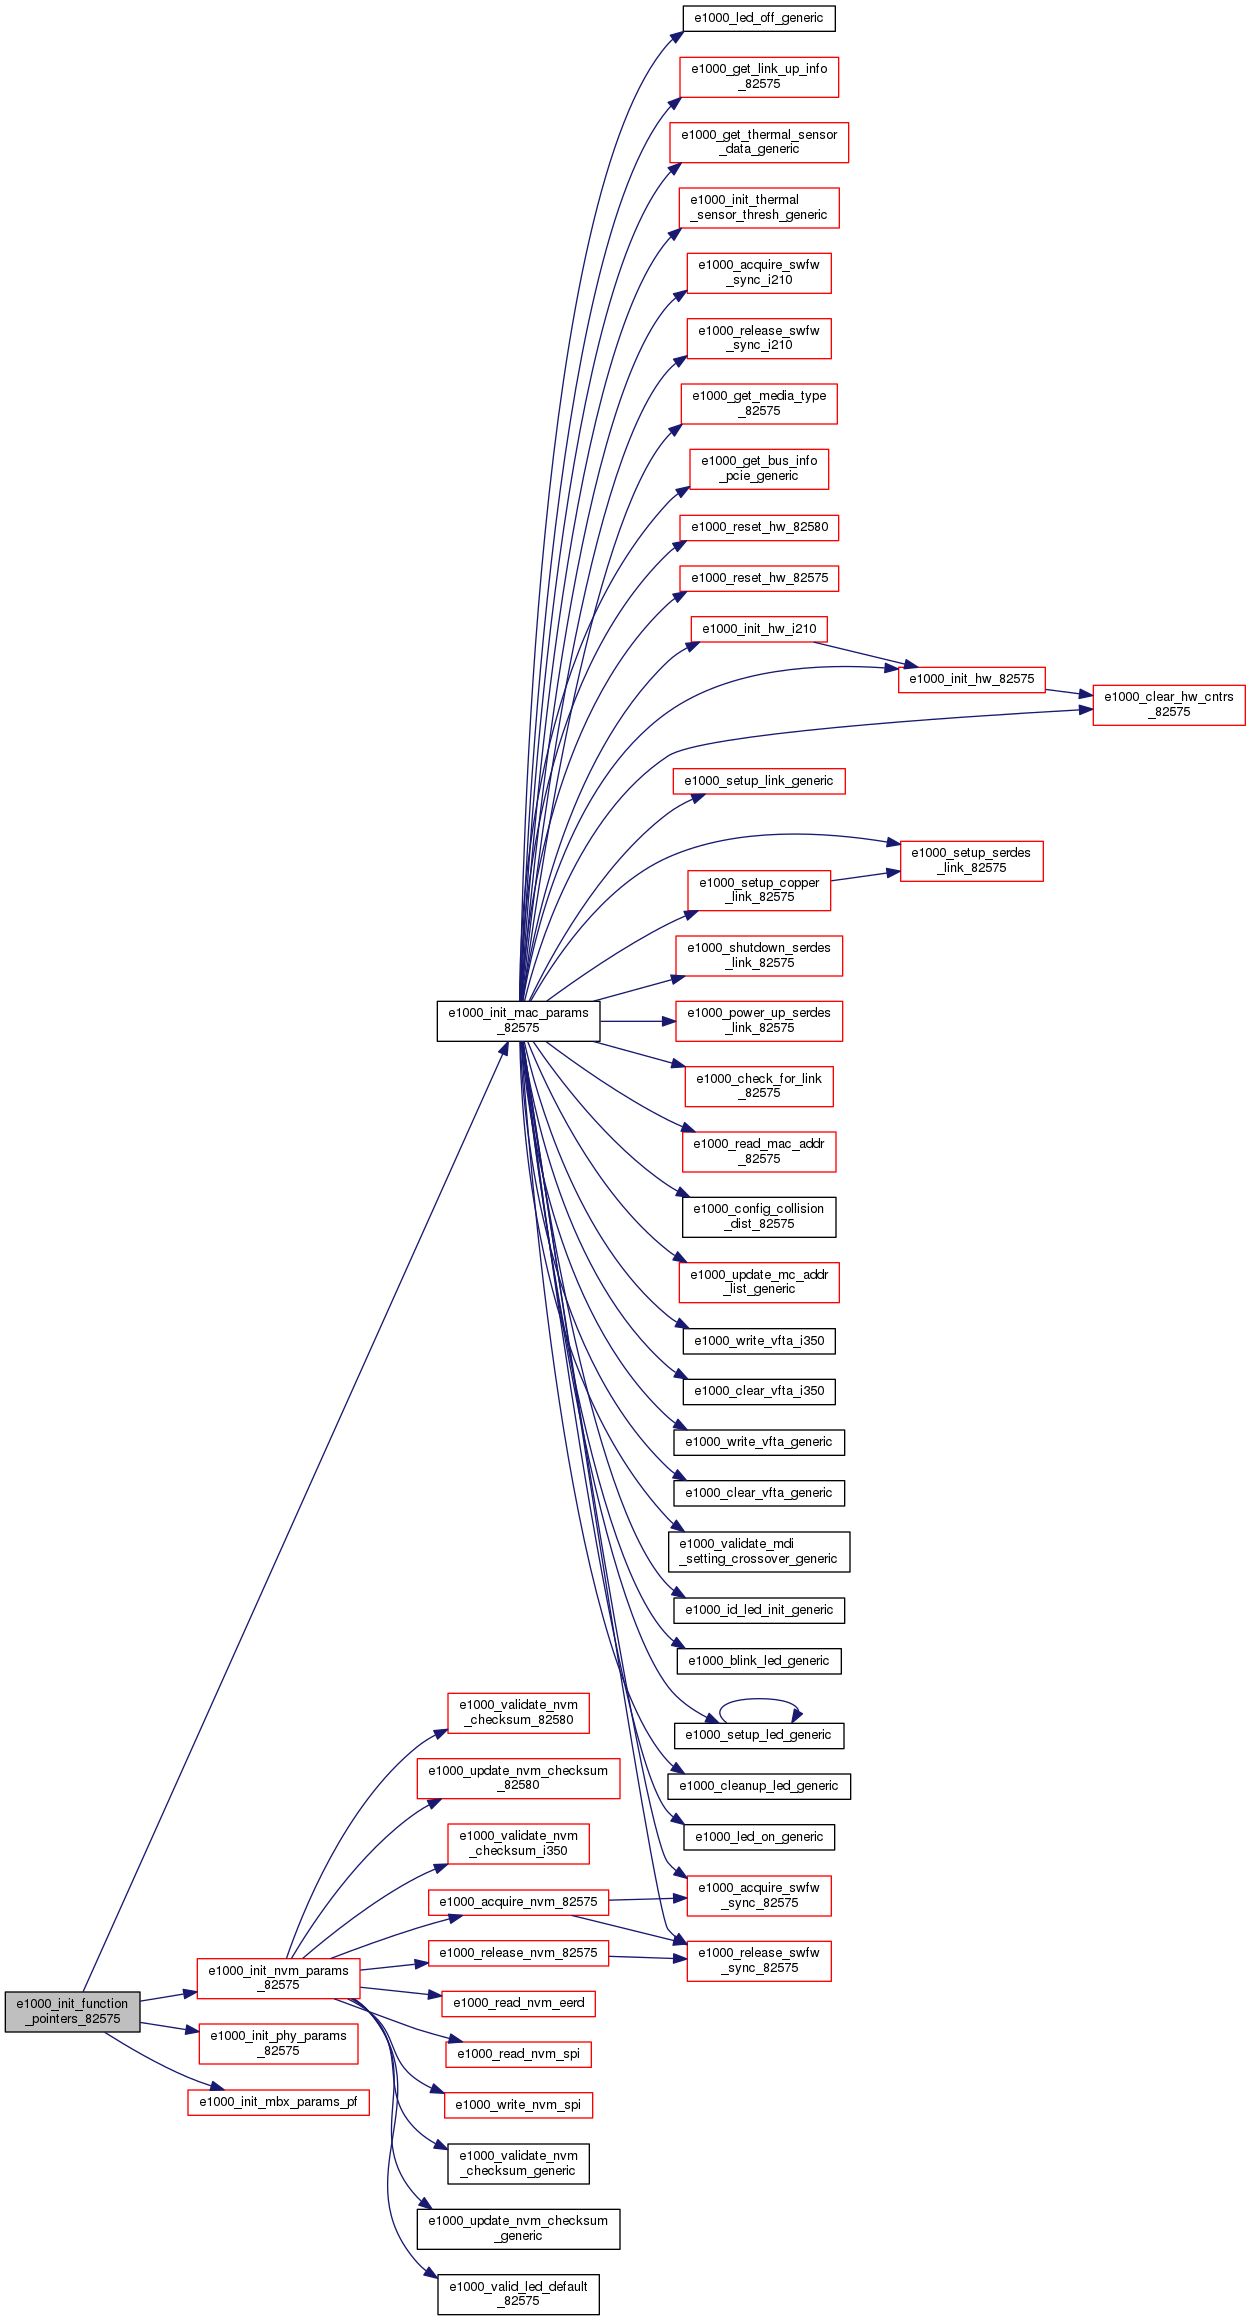 e1000_led_off_generic
e1000_get_link_up_info
_82575
e1000_get_thermal_sensor
_data_generic
e1000_init_thermal
_sensor_thresh_generic
e1000_acquire_swfw
_sync_i210
e1000_release_swfw
_sync_i210
e1000_get_media_type
_82575
e1000_get_bus_info
_pcie_generic
e1000_reset_hw_82580
e1000_reset_hw_82575
e1000_init_hw_i210
e1000_init_hw_82575
e1000_clear_hw_cntrs
_82575
e1000_setup_link_generic
e1000_setup_serdes
_link_82575
e1000_setup_copper
_link_82575
e1000_shutdown_serdes
_link_82575
e1000_init_mac_params
_82575
e1000_power_up_serdes
_link_82575
e1000_check_for_link
_82575
e1000_read_mac_addr
_82575
e1000_config_collision
_dist_82575
e1000_update_mc_addr
_list_generic
e1000_write_vfta_i350
e1000_clear_vfta_i350
e1000_write_vfta_generic
e1000_clear_vfta_generic
e1000_validate_mdi
_setting_crossover_generic
e1000_id_led_init_generic
e1000_blink_led_generic
e1000_setup_led_generic
e1000_cleanup_led_generic
e1000_led_on_generic
e1000_acquire_swfw
_sync_82575
e1000_release_swfw
_sync_82575
e1000_validate_nvm
_checksum_82580
e1000_update_nvm_checksum
_82580
e1000_validate_nvm
_checksum_i350
e1000_acquire_nvm_82575
e1000_release_nvm_82575
e1000_init_nvm_params
_82575
e1000_read_nvm_eerd
e1000_init_function
_pointers_82575
e1000_init_phy_params
_82575
e1000_read_nvm_spi
e1000_init_mbx_params_pf
e1000_write_nvm_spi
e1000_validate_nvm
_checksum_generic
e1000_update_nvm_checksum
_generic
e1000_valid_led_default
_82575